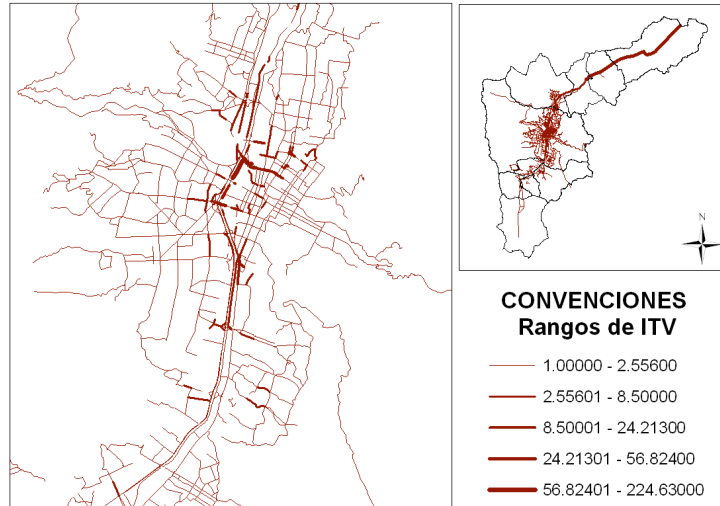 N
CONVENCIONES
Rangos de ITV
1.00000 - 2.55600
2.55601 - 8.50000
8.50001 - 24.21300
24.21301 - 56.82400
56.82401 - 224.63000